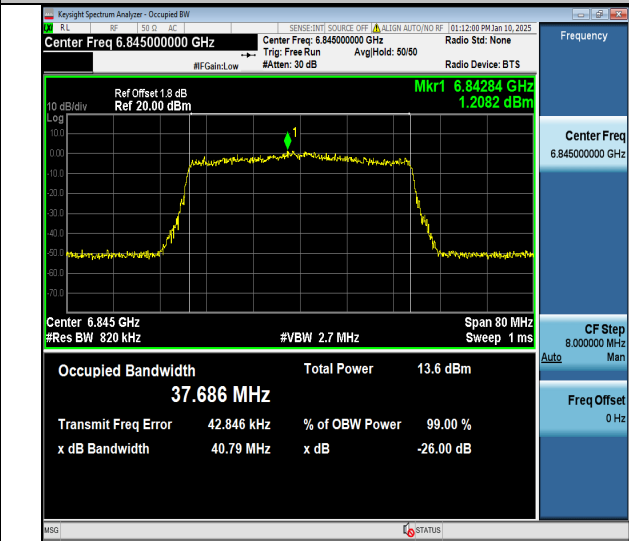 Keysight Spectrum Analyzer - Occupied BW
RL RF 50 Ω AC SENSE:INT SOURCE OFF ALIGN AUTO/NO RF 01:12:00 PM Jan 10, 2025
Center Freq 6.845000000 GHz
Center Freq: 6.845000000 GHz
Radio Std: None
Trig: Free Run Avg|Hold: 50/50
#IFGain:Low #Atten: 30 dB
Radio Device: BTS
Ref Offset 1.8 dB
10 dB/div Ref 20.00 dBm
Mkr1 6.84284 GHz
1.2082 dBm
Log
10.0
0.00
-10.0
-20.0
-30.0
-40.0
-50.0
-60.0
-70.0
1
Center 6.845 GHz Span 80 MHz
#Res BW 820 kHz #VBW 2.7 MHz Sweep 1 ms
Occupied Bandwidth Total Power 13.6 dBm
37.686 MHz
Transmit Freq Error 42.846 kHz % of OBW Power 99.00 %
x dB Bandwidth 40.79 MHz x dB -26.00 dB
MSG STATUS
Frequency
Center Freq
6.845000000 GHz
CF Step
8.000000 MHz
Auto Man
Freq Offset
0 Hz